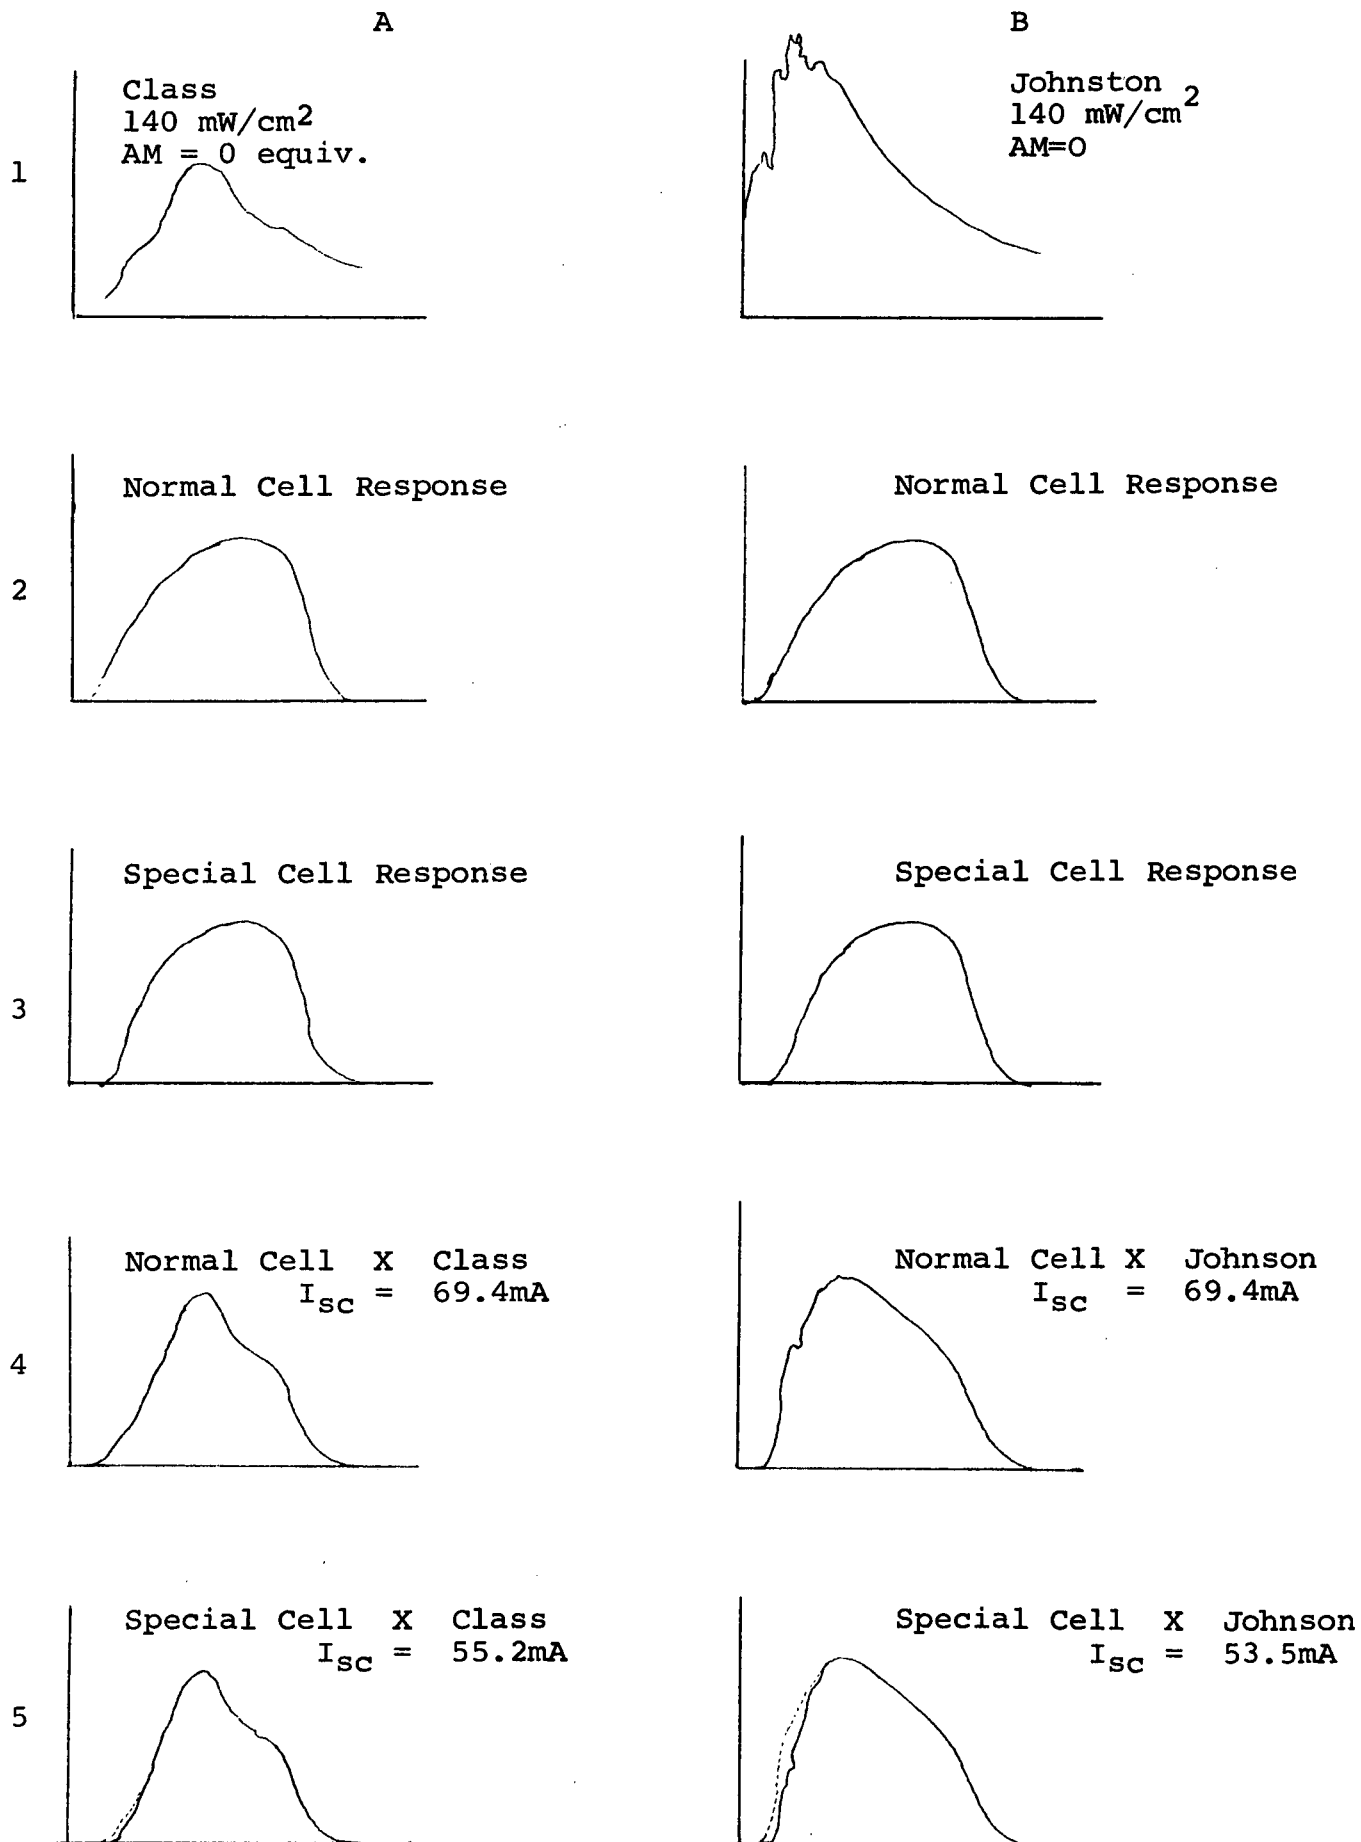 A
B
Class
140 mW/cm2
AM = 0 equiv.
Johnston
140 mW/cm2
AM=0
1
Normal Cell Response
Normal Cell Response
2
Special Cell Response
Special Cell Response
3
Normal Cell X Class
Isc = 69.4mA
Normal Cell X Johnson
Isc = 69.4mA
4
Special Cell X Class
Isc = 55.2mA
Special Cell X Johnson
Isc = 53.5mA
5